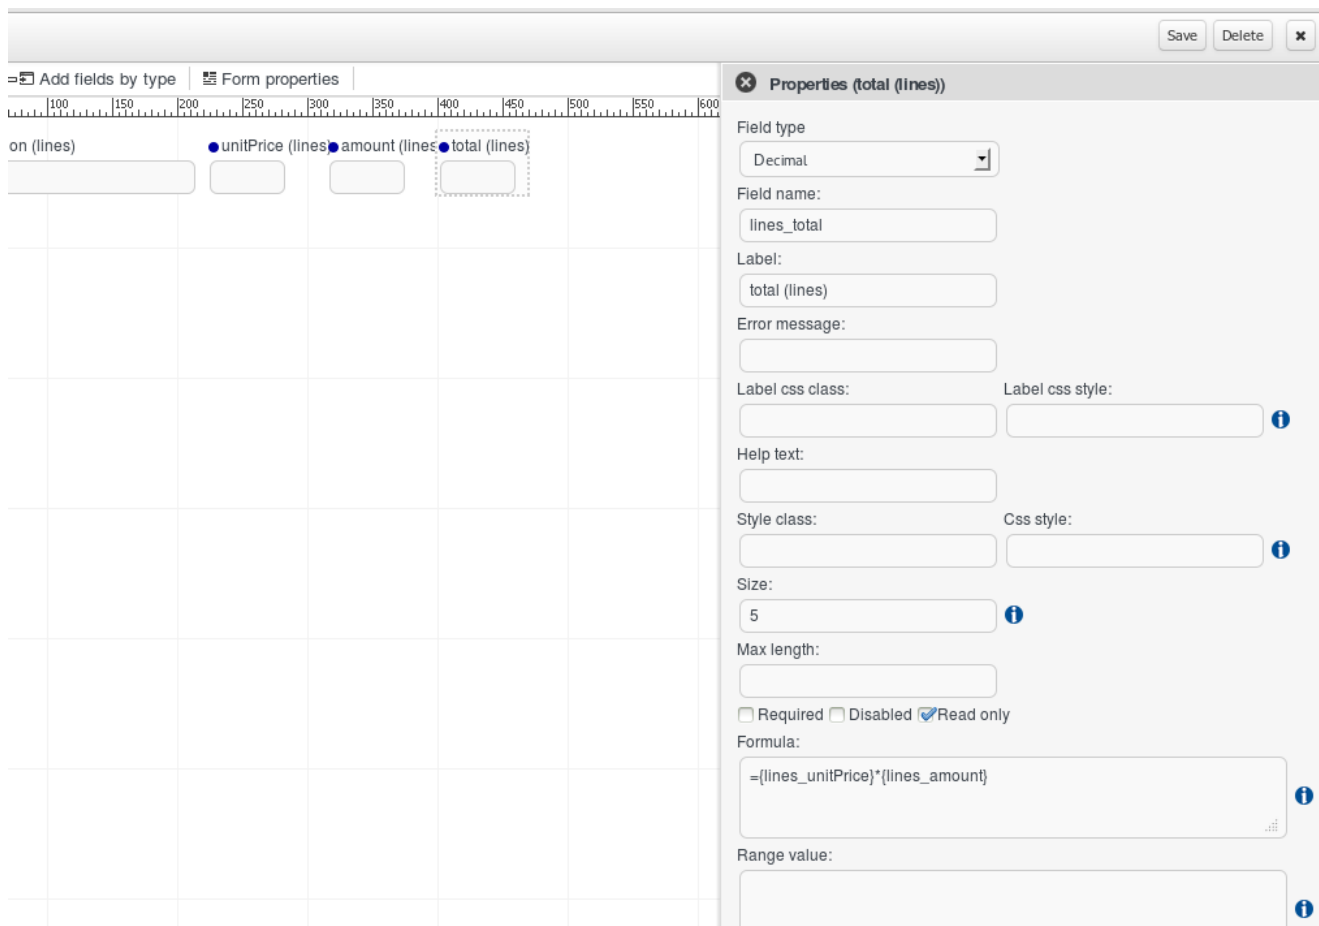 Save Delete
Add fields by type Form properties
Properties (total (lines))
100 150 200 250 300 350 400 450 500 550 600
on (lines) unitPrice (lines) amount (lines total (lines)
Field type
Decimal
Field name:
lines_total
Label:
total (lines)
Error message:
Label css class: Label css style:
Help text:
Style class: Css style:
Size:
5
Max length:
Required Disabled Read only
Formula:
={lines_unitPrice}*{lines_amount}
Range value: